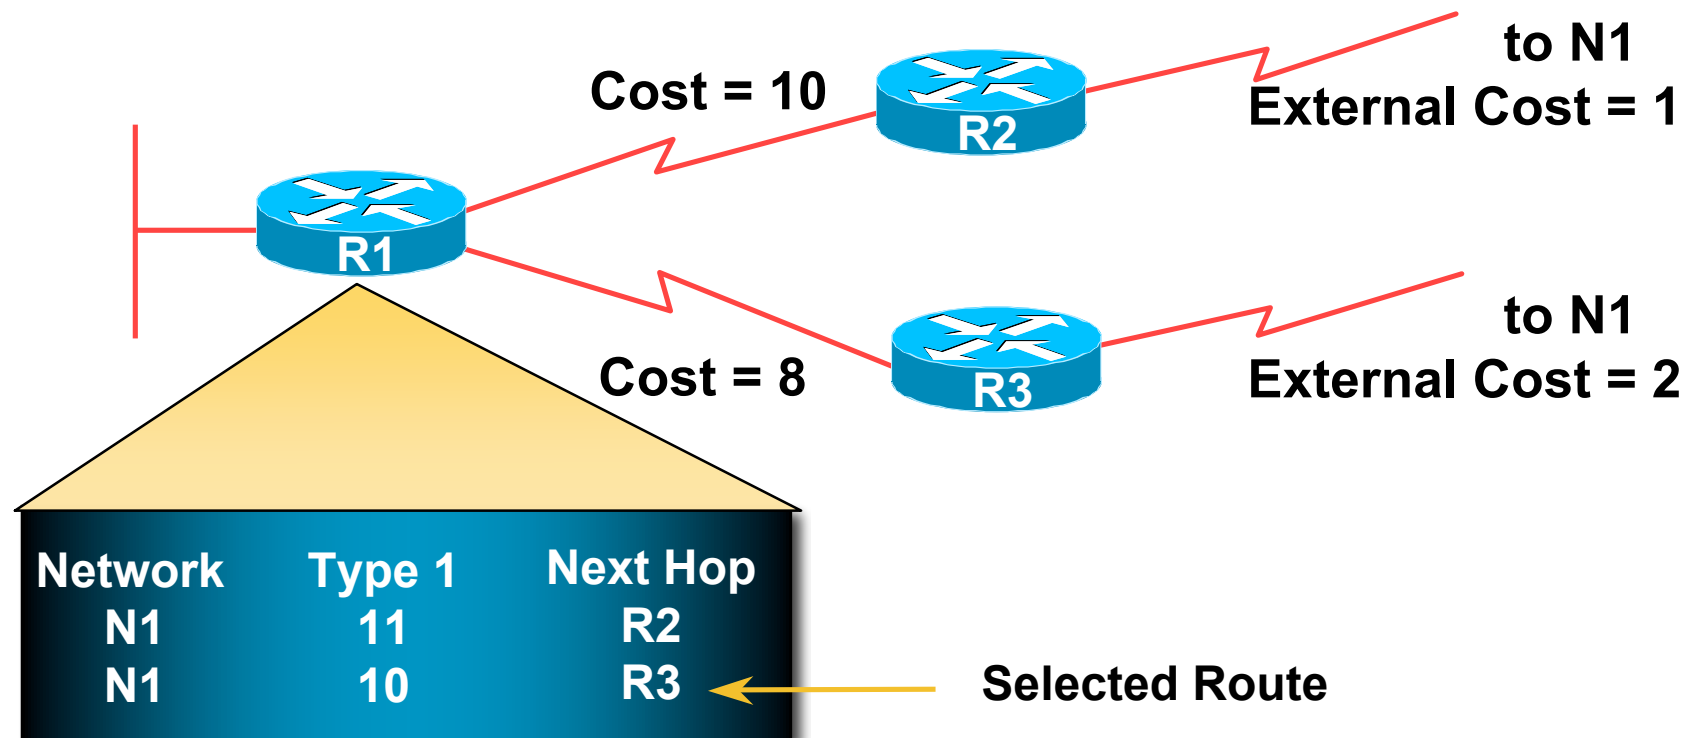 to N1
External Cost = 1
Cost = 10
R2
R1
to N1
External Cost = 2
Cost = 8
R3
Network Type 1 Next Hop
N1 11 R2
N1 10 R3
Selected Route